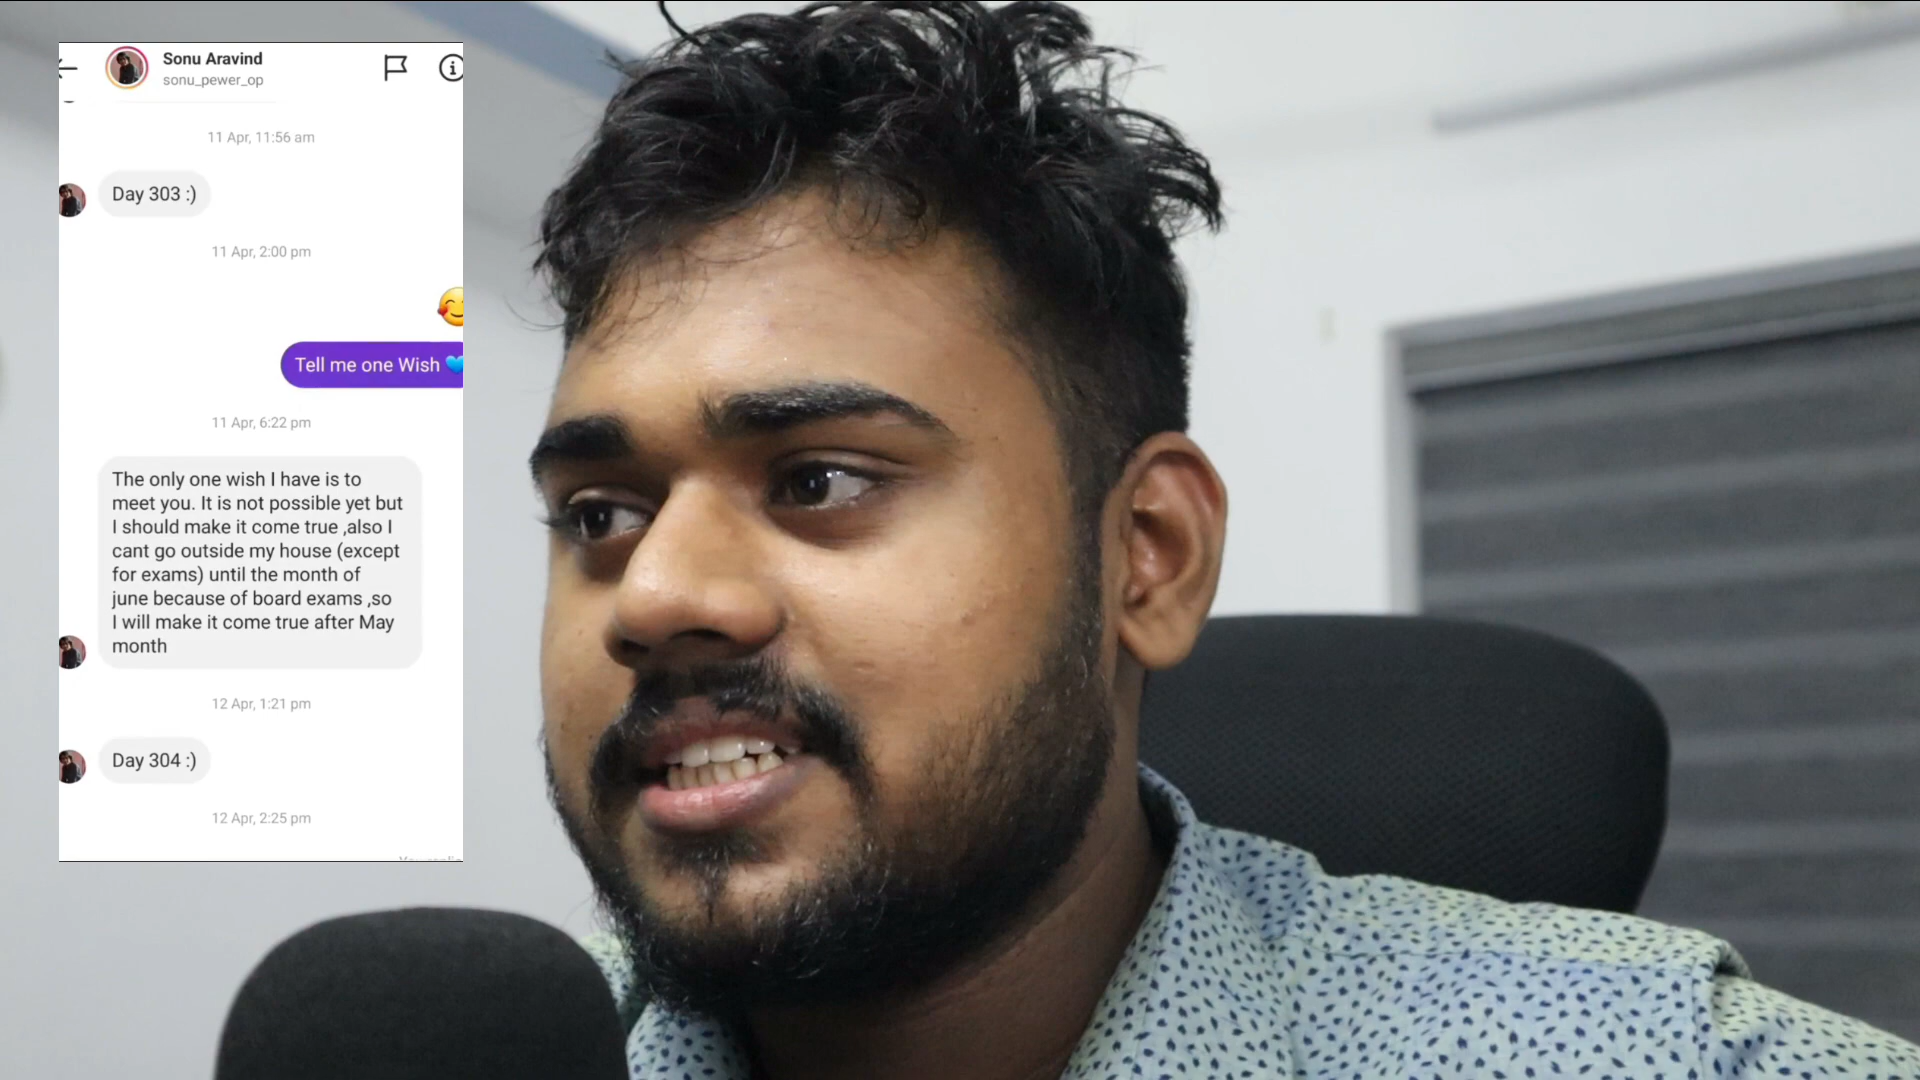 Sonu Aravind
sonu_pewer_op
11 Apr, 11:56 am
Day 303 :)
11 Apr, 2:00 pm
Tell me one Wish 💙
11 Apr, 6:22 pm
The only one wish I have is to
meet you. It is not possible yet but
I should make it come true ,also I
cant go outside my house (except
for exams) until the month of
june because of board exams ,so
I will make it come true after May
month
12 Apr, 1:21 pm
Day 304 :)
12 Apr, 2:25 pm